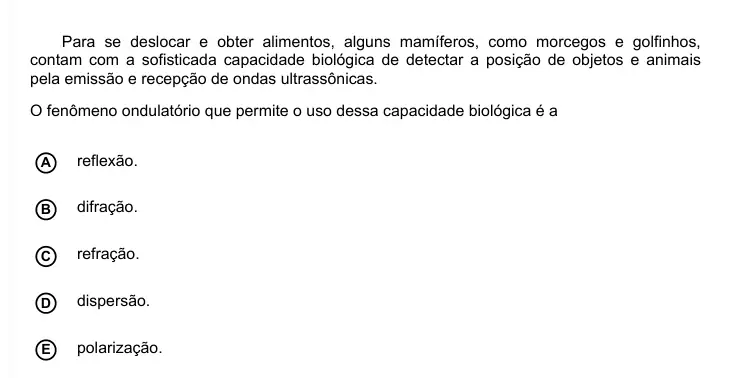 Para se deslocar e obter alimentos, alguns mamíferos, como morcegos e golfinhos,
contam com a sofisticada capacidade biológica de detectar a posição de objetos e animais
pela emissão e recepção de ondas ultrassônicas.
O fenômeno ondulatório que permite o uso dessa capacidade biológica é a
A reflexão.
B difração.
C refração.
D dispersão.
E polarização.